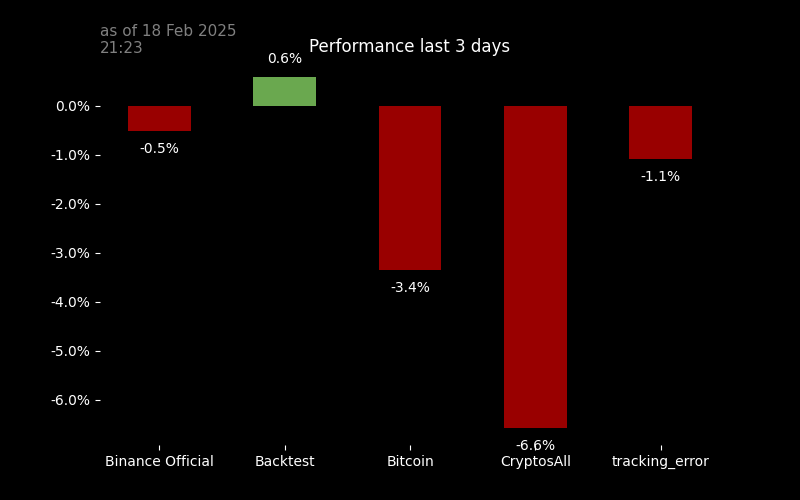 as of 18 Feb 2025
21:23
Performance last 3 days
0.6%
0.0%
-0.5%
-1.0%
-1.1%
-2.0%
-3.0%
-3.4%
-4.0%
-5.0%
-6.0%
-6.6%
Binance Official
Backtest
Bitcoin
CryptosAll
tracking_error